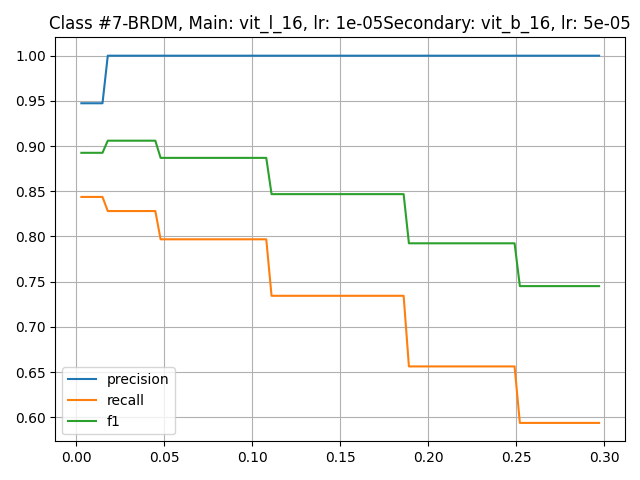 Class #7-BRDM, Main: vit_l_16, lr: 1e-05Secondary: vit_b_16, lr: 5e-05
1.00
0.95
0.90
0.85
0.80
0.75
0.70
0.65
0.60
precision
recall
f1
0.00 0.05 0.10 0.15 0.20 0.25 0.30